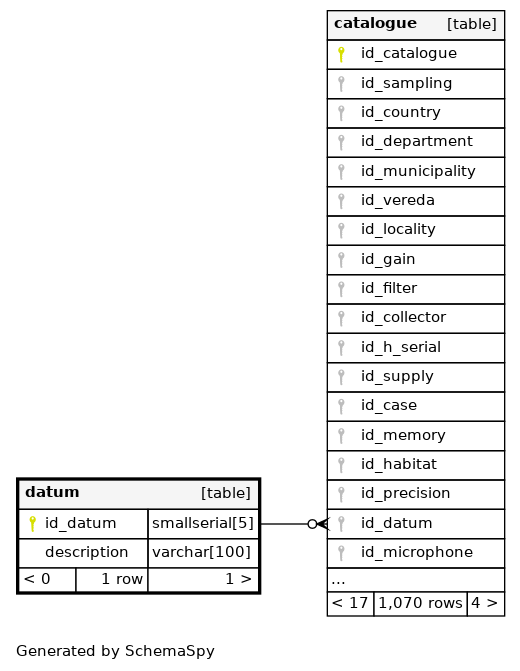 catalogue [table]
id_catalogue
id_sampling
id_country
id_department
id_municipality
id_vereda
id_locality
id_gain
id_filter
id_collector
id_h_serial
id_supply
id_case
id_memory
id_habitat
id_precision
id_datum
id_microphone
...
< 17 1,070 rows 4 >
datum [table]
id_datum smallserial[5]
description varchar[100]
< 0 1 row 1 >
Generated by SchemaSpy